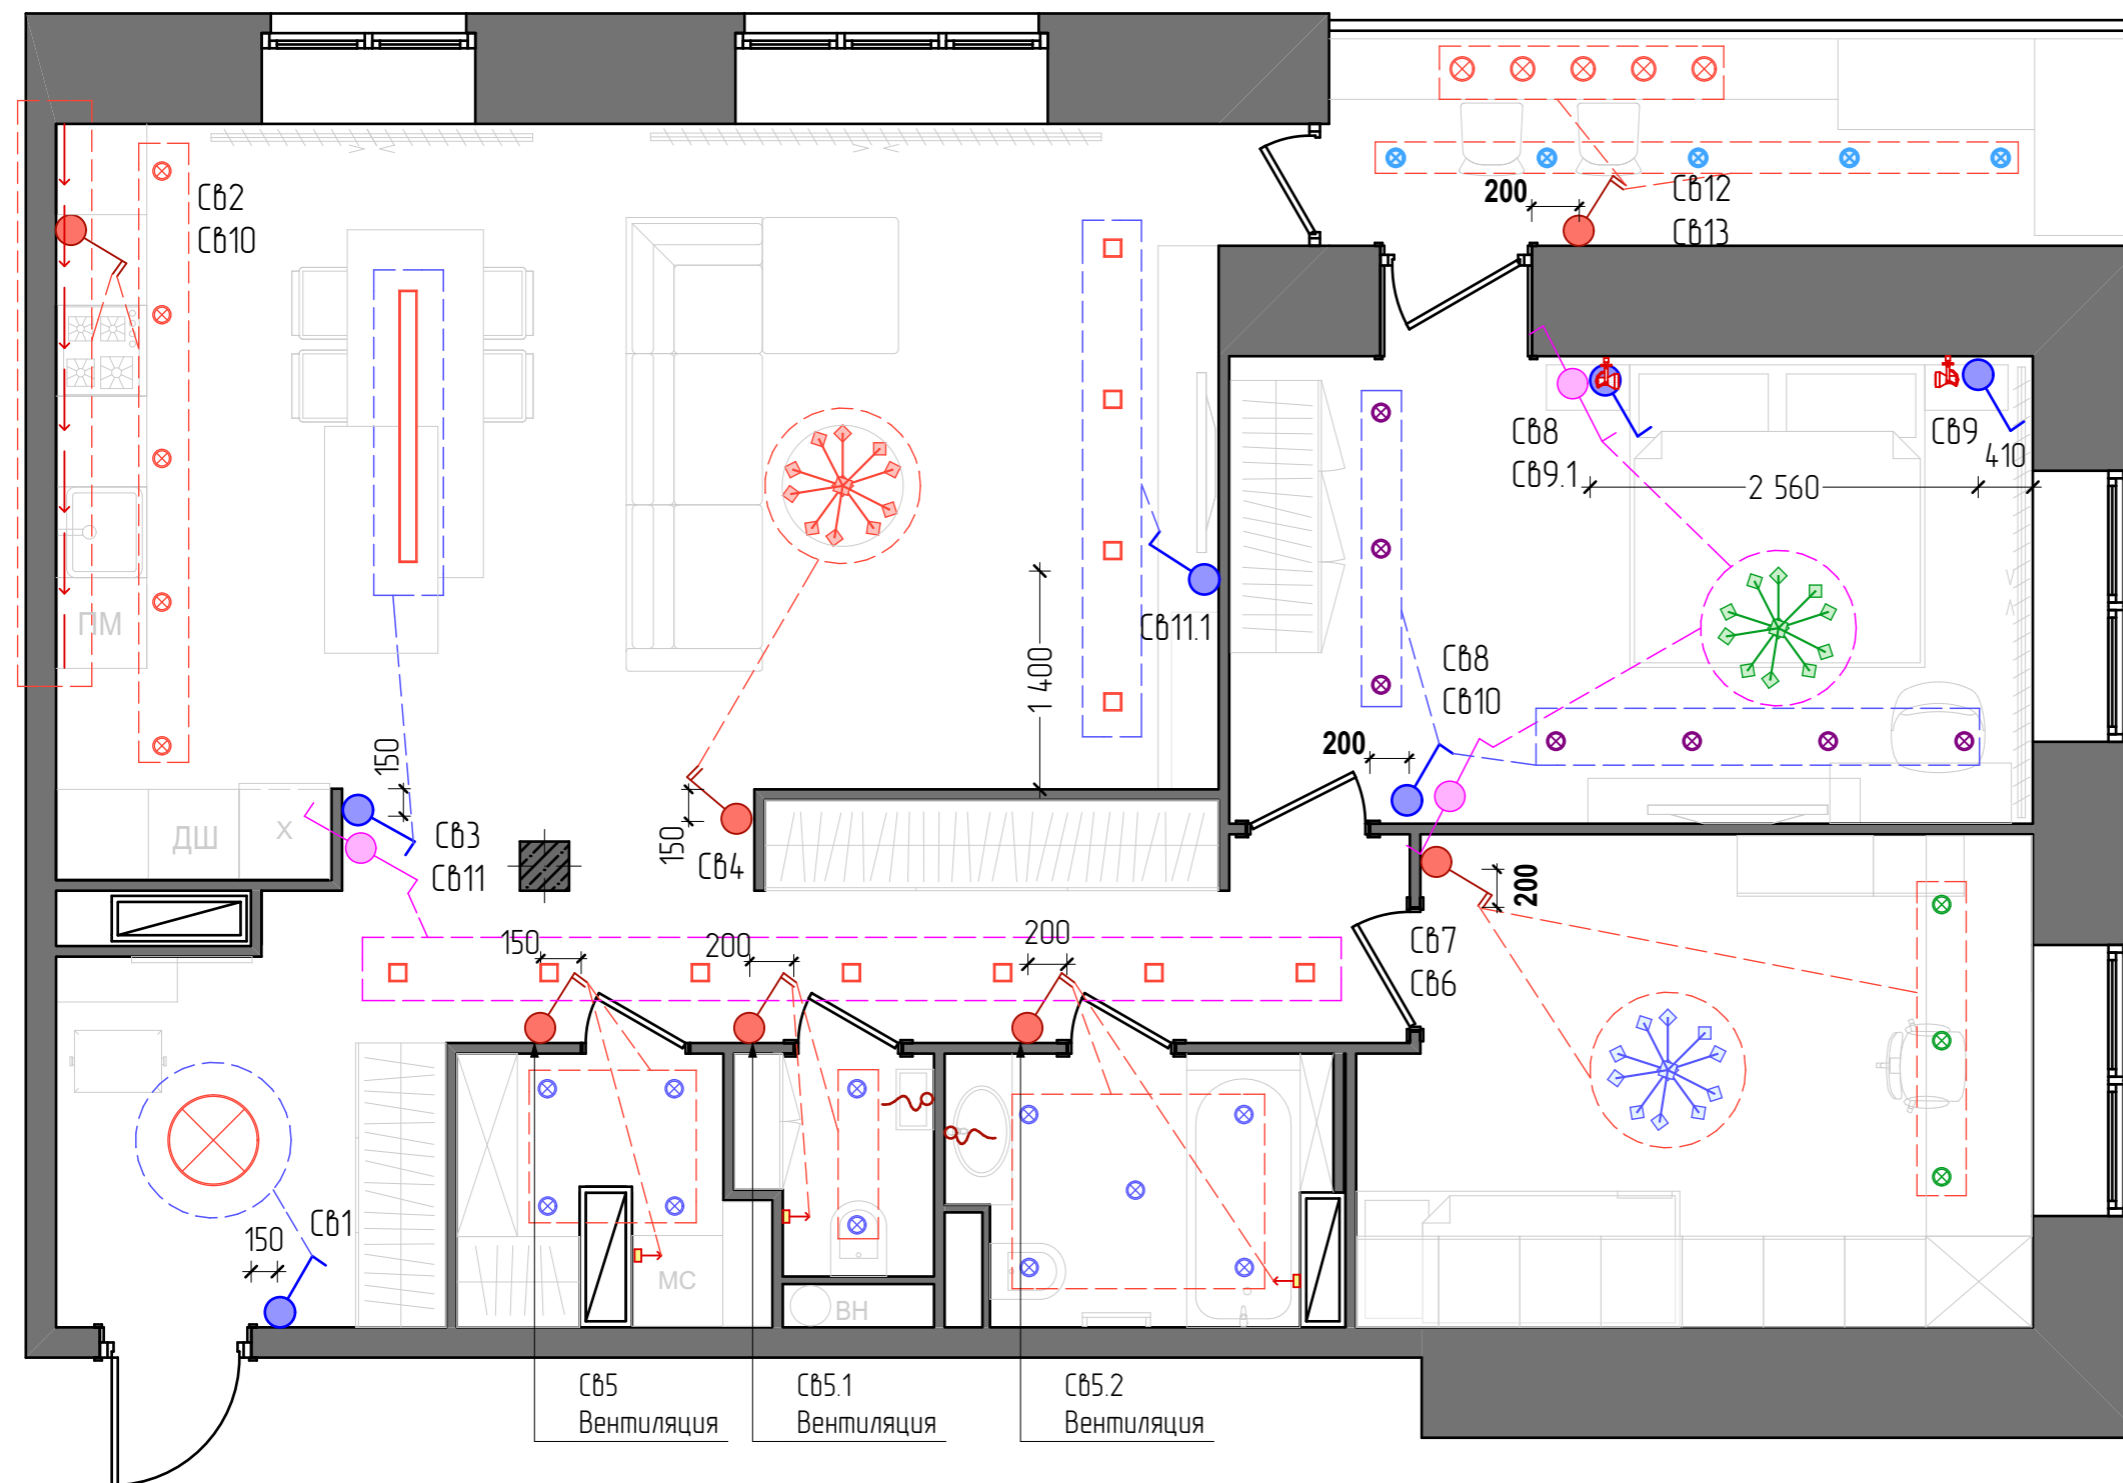 Св2
Св10
200
Св12
Св13
Св8
Св9.1
2 560
Св9
410
ПМ
Св11.1
1 400
Св8
Св10
200
150
ДШ
Х
Св3
Св11
150
Св4
200
Св7
Св6
150
200
200
Св1
150
МС
ВН
Св5
Вентиляция
Св5.1
Вентиляция
Св5.2
Вентиляция